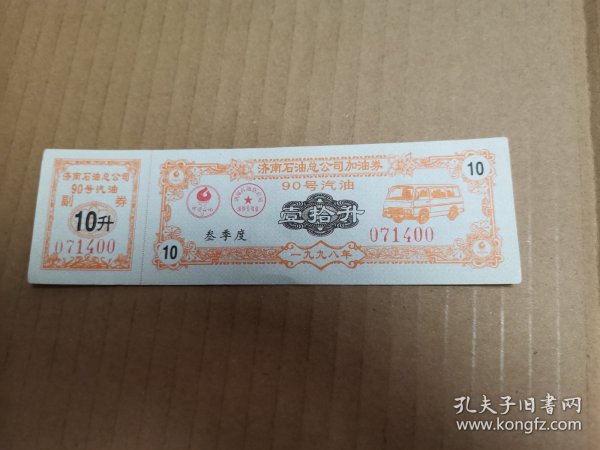 济南石油总公司
90号汽油
副 券
10升
071400
济南石油总公司加油券
10
90号汽油
壹拾升
叁季度
071400
10
一九九八年
孔夫子旧书网
www.kongfz.com